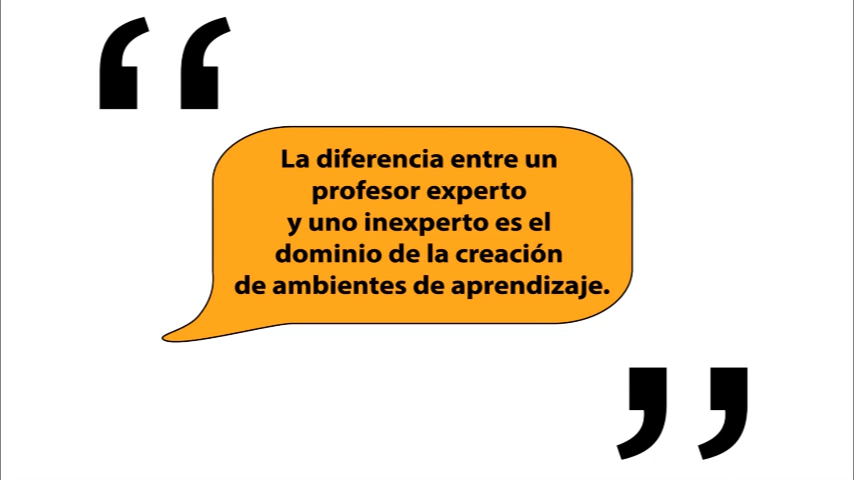 “
La diferencia entre un
profesor experto
y uno inexperto es el
dominio de la creación
de ambientes de aprendizaje.
”